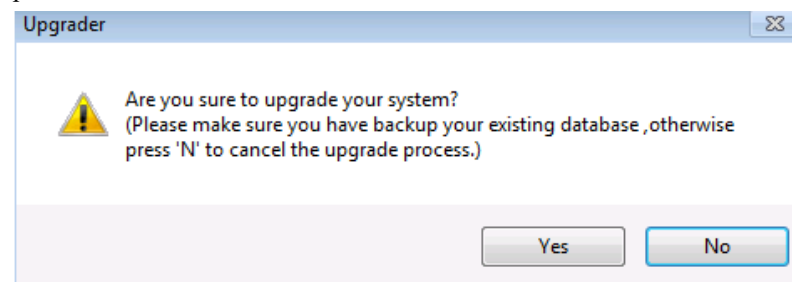 Upgrader
Are you sure to upgrade your system?
(Please make sure you have backup your existing database ,otherwise
press 'N' to cancel the upgrade process.)
Yes No